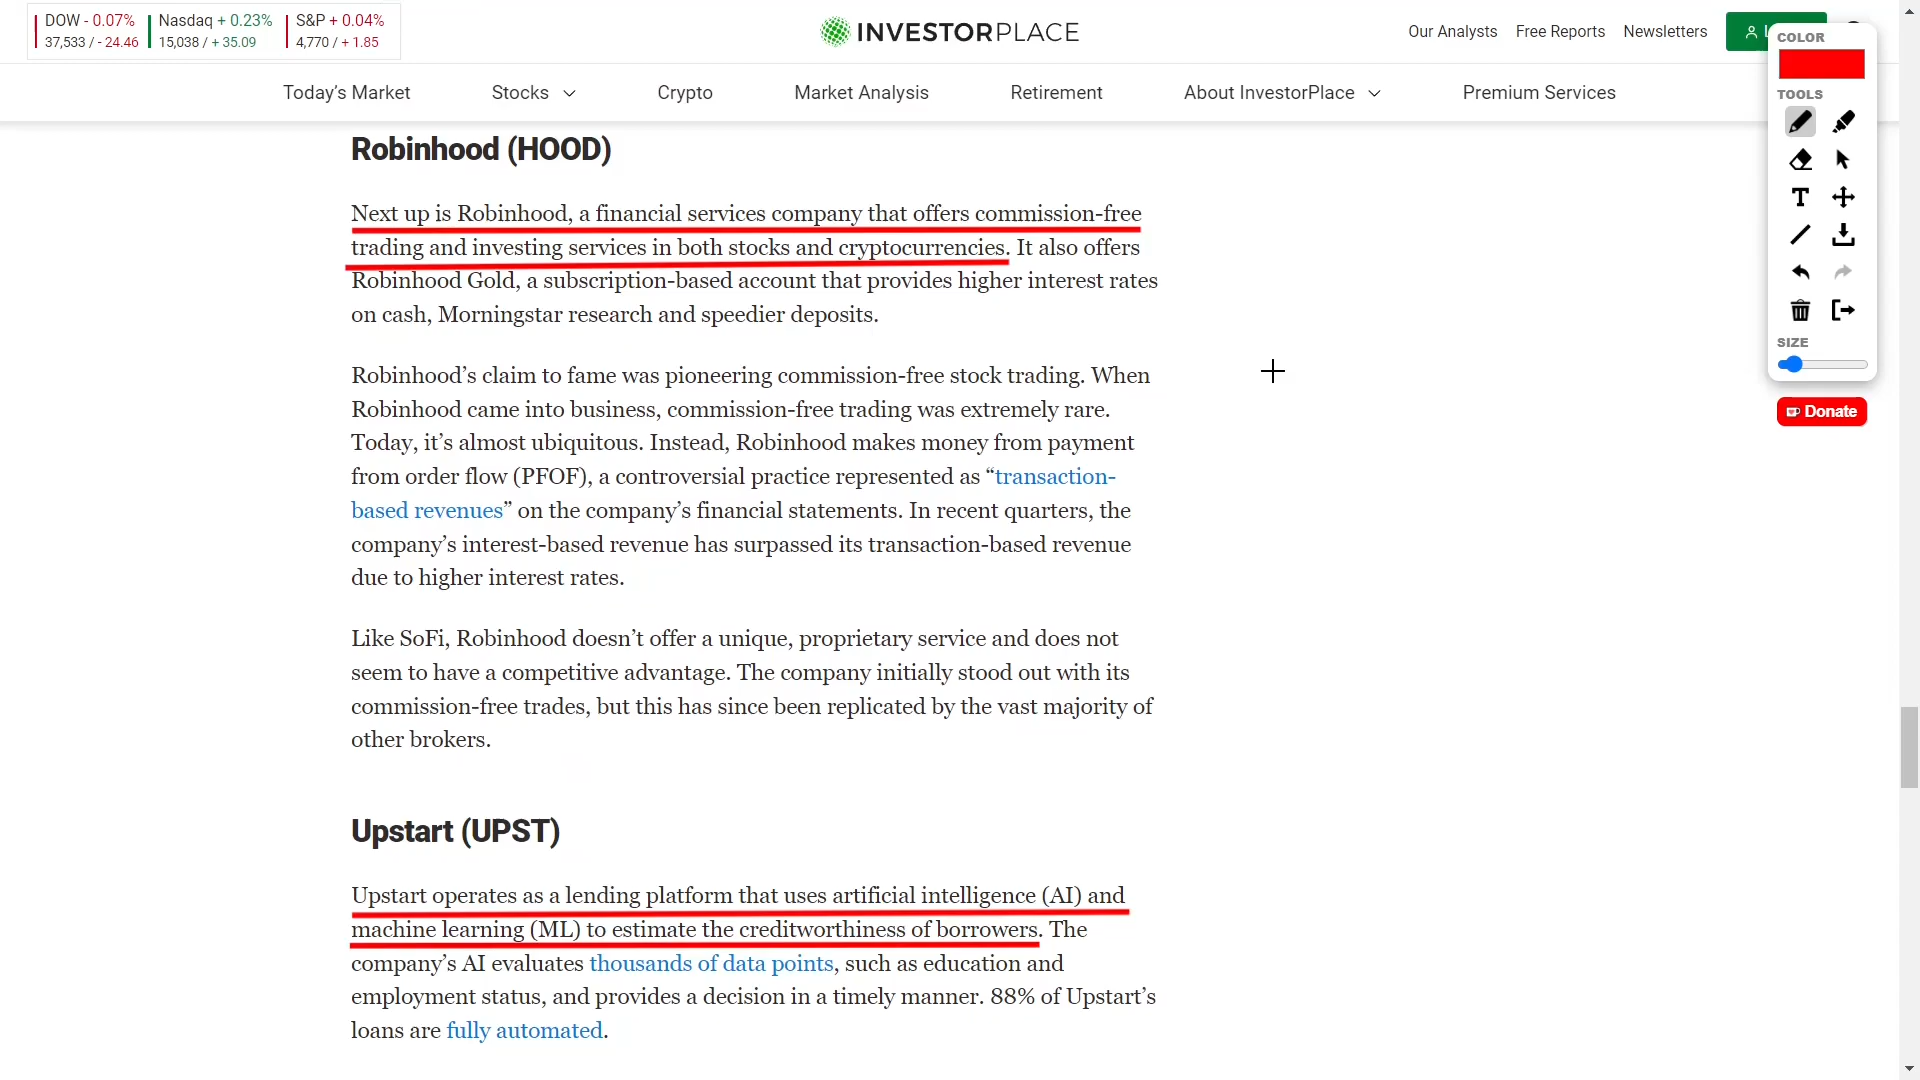 DOW - 0.07%
37,533 / - 24.46
Nasdaq + 0.23%
15,038 / + 35.09
S&P + 0.04%
4,770 / + 1.85
INVESTORPLACE
Our Analysts
Free Reports
Newsletters
Today’s Market
Stocks
Crypto
Market Analysis
Retirement
About InvestorPlace
Premium Services
COLOR
TOOLS
SIZE
Donate
Robinhood (HOOD)
Next up is Robinhood, a financial services company that offers commission-free
trading and investing services in both stocks and cryptocurrencies. It also offers
Robinhood Gold, a subscription-based account that provides higher interest rates
on cash, Morningstar research and speedier deposits.
Robinhood’s claim to fame was pioneering commission-free stock trading. When
Robinhood came into business, commission-free trading was extremely rare.
Today, it’s almost ubiquitous. Instead, Robinhood makes money from payment
from order flow (PFOF), a controversial practice represented as “transaction-
based revenues” on the company’s financial statements. In recent quarters, the
company’s interest-based revenue has surpassed its transaction-based revenue
due to higher interest rates.
Like SoFi, Robinhood doesn’t offer a unique, proprietary service and does not
seem to have a competitive advantage. The company initially stood out with its
commission-free trades, but this has since been replicated by the vast majority of
other brokers.
Upstart (UPST)
Upstart operates as a lending platform that uses artificial intelligence (AI) and
machine learning (ML) to estimate the creditworthiness of borrowers. The
company’s AI evaluates thousands of data points, such as education and
employment status, and provides a decision in a timely manner. 88% of Upstart’s
loans are fully automated.